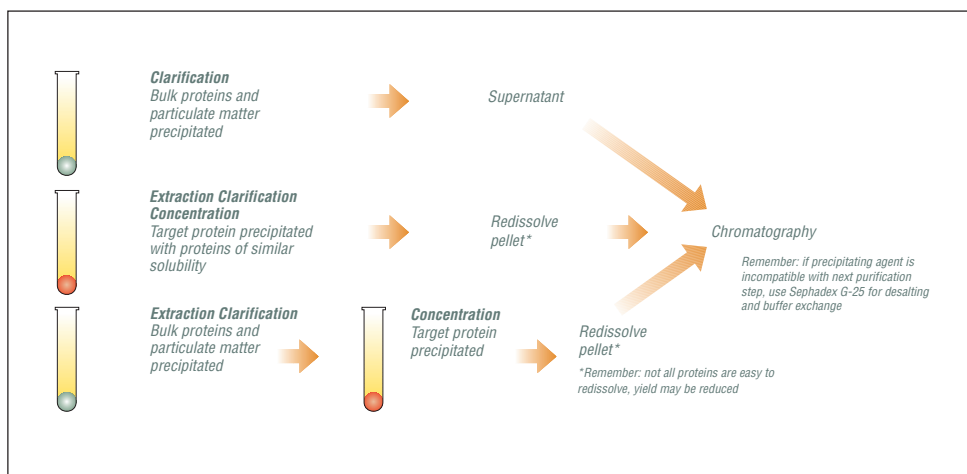 Clarification
Bulk proteins and
particulate matter
precipitated
Supernatant
Extraction Clarification
Concentration
Target protein precipitated
with proteins of similar
solubility
Redissolve
pellet*
Chromatography
Remember: if precipitating agent is
incompatible with next purification
step, use Sephadex G-25 for desalting
and buffer exchange
Extraction Clarification
Bulk proteins and
particulate matter
precipitated
Concentration
Target protein
precipitated
Redissolve
pellet*
*Remember: not all proteins are easy to
redissolve, yield may be reduced